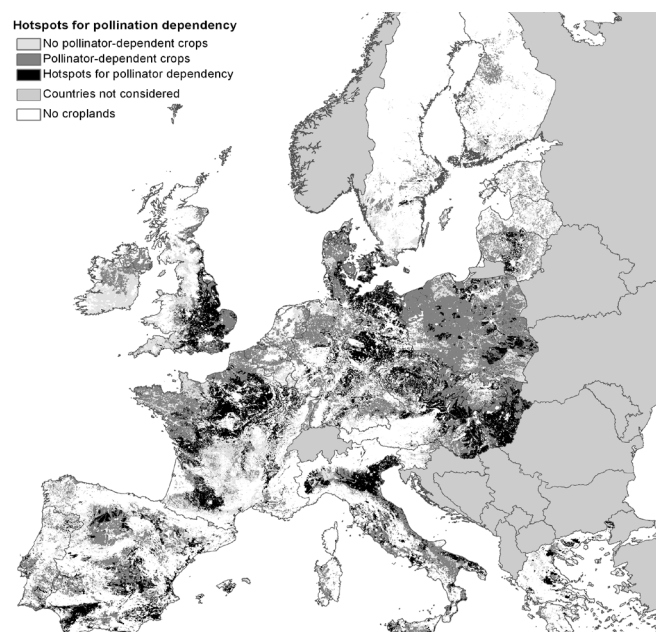 Hotspots for pollination dependency
No pollinator-dependent crops
Pollinator-dependent crops
Hotspots for pollinator dependency
Countries not considered
No croplands